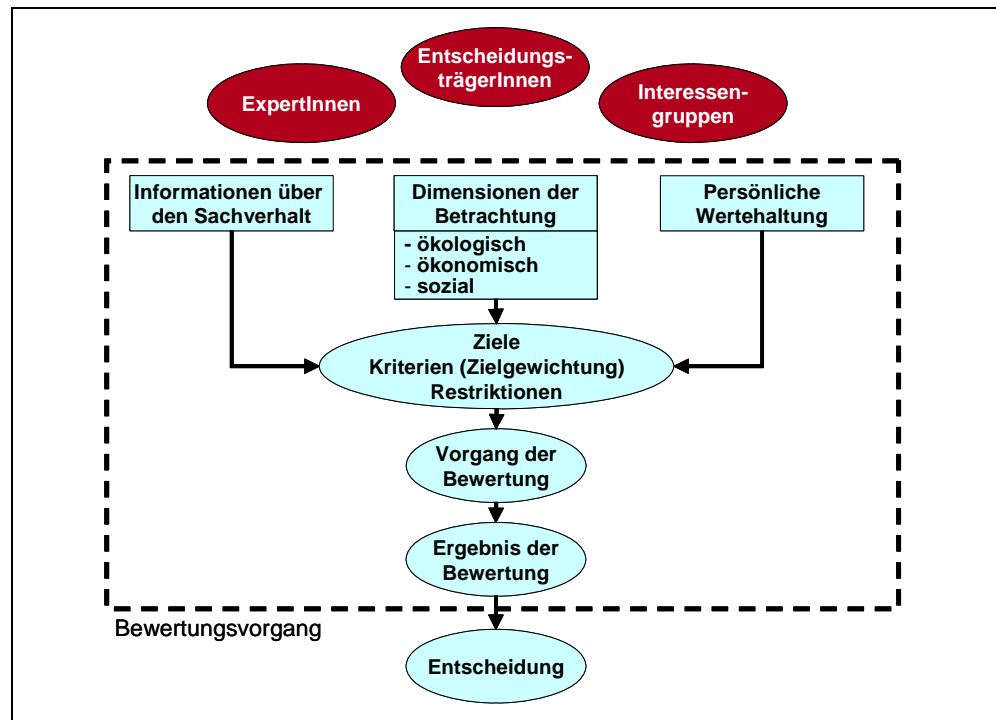 Entscheidungs-
trägerInnen
ExpertInnen
Interessen-
gruppen
Informationen über
den Sachverhalt
Dimensionen der
Betrachtung
- ökologisch
- ökonomisch
- sozial
Persönliche
Wertehaltung
Ziele
Kriterien (Zielgewichtung)
Restriktionen
Vorgang der
Bewertung
Ergebnis der
Bewertung
Bewertungsvorgang
Entscheidung